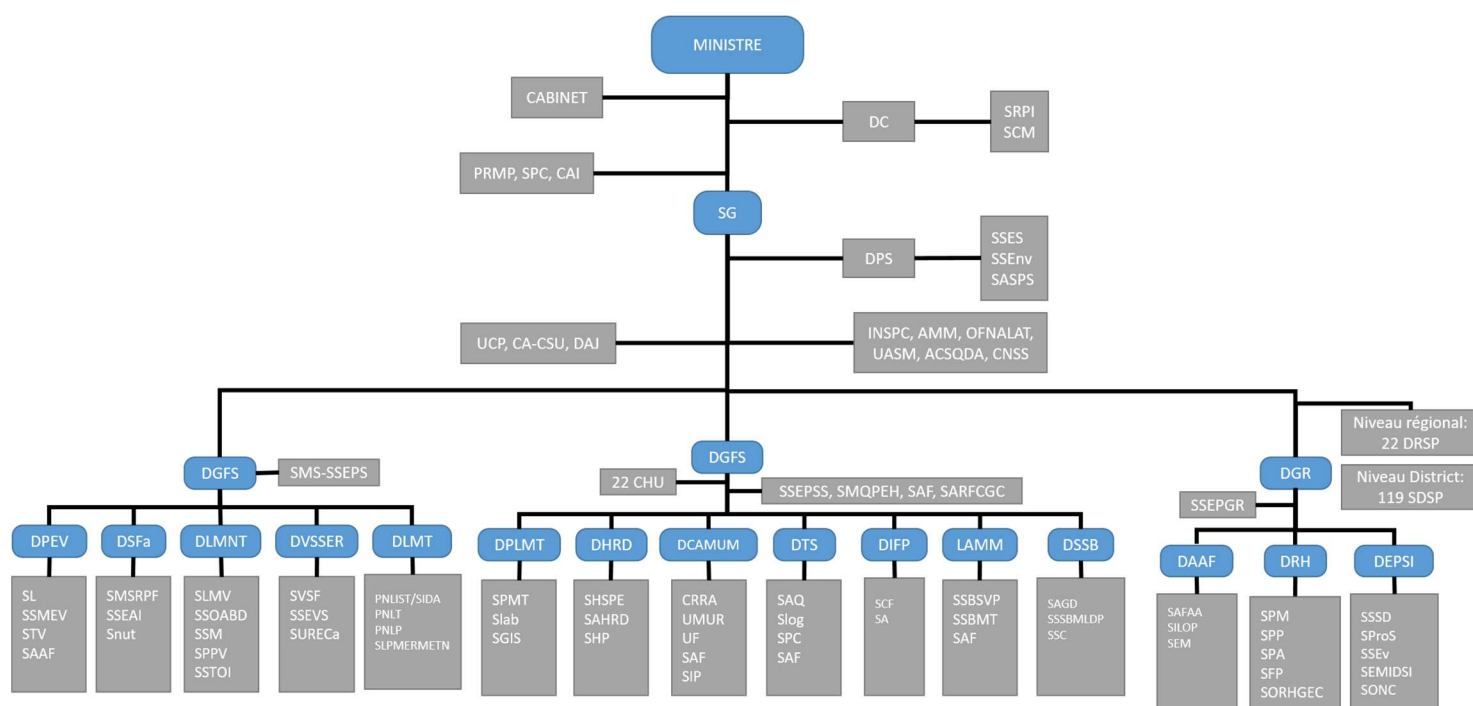 MINISTRE
CABINET
DC
SRPI
SCM
PRMP, SPC, CAI
SG
DPS
SSES
SSEnv
SASPS
UCP, CA-CSU, DAJ
INSPC, AMM, OFNALAT,
UASM, ACSQDA, CNSS
Niveau régional:
22 DRSP
Niveau District:
119 SDSP
DGFS
SMS-SSEPS
DGFS
22 CHU
SSEPSS, SMQPEH, SAF, SARFCGC
DGR
SSEPGR
DPEV
DSFa
DLMNT
DVSSER
DLMT
DPLMT
DHRD
DCAMUM
DTS
DIFP
LAMM
DSSB
DAAF
DRH
DEPSI
SL
SSMEV
STV
SAAF
SMSRPF
SSEAI
Snut
SLMV
SSOABD
SSM
SPPV
SSTOI
SVSF
SSEVS
SURECa
PNLIST/SIDA
PNLT
PNLP
SLPMERMETN
SPMT
Slab
SGIS
SHSPE
SAHRD
SHP
CRRA
UMUR
UF
SAF
SIP
SAQ
Slog
SPC
SAF
SCF
SA
SSBSVP
SSBMT
SAF
SAGD
SSSBMLDP
SSC
SAFAA
SILOP
SEM
SPM
SPP
SPA
SFP
SORHGEC
SSSD
SProS
SSEv
SEMIDSI
SONC